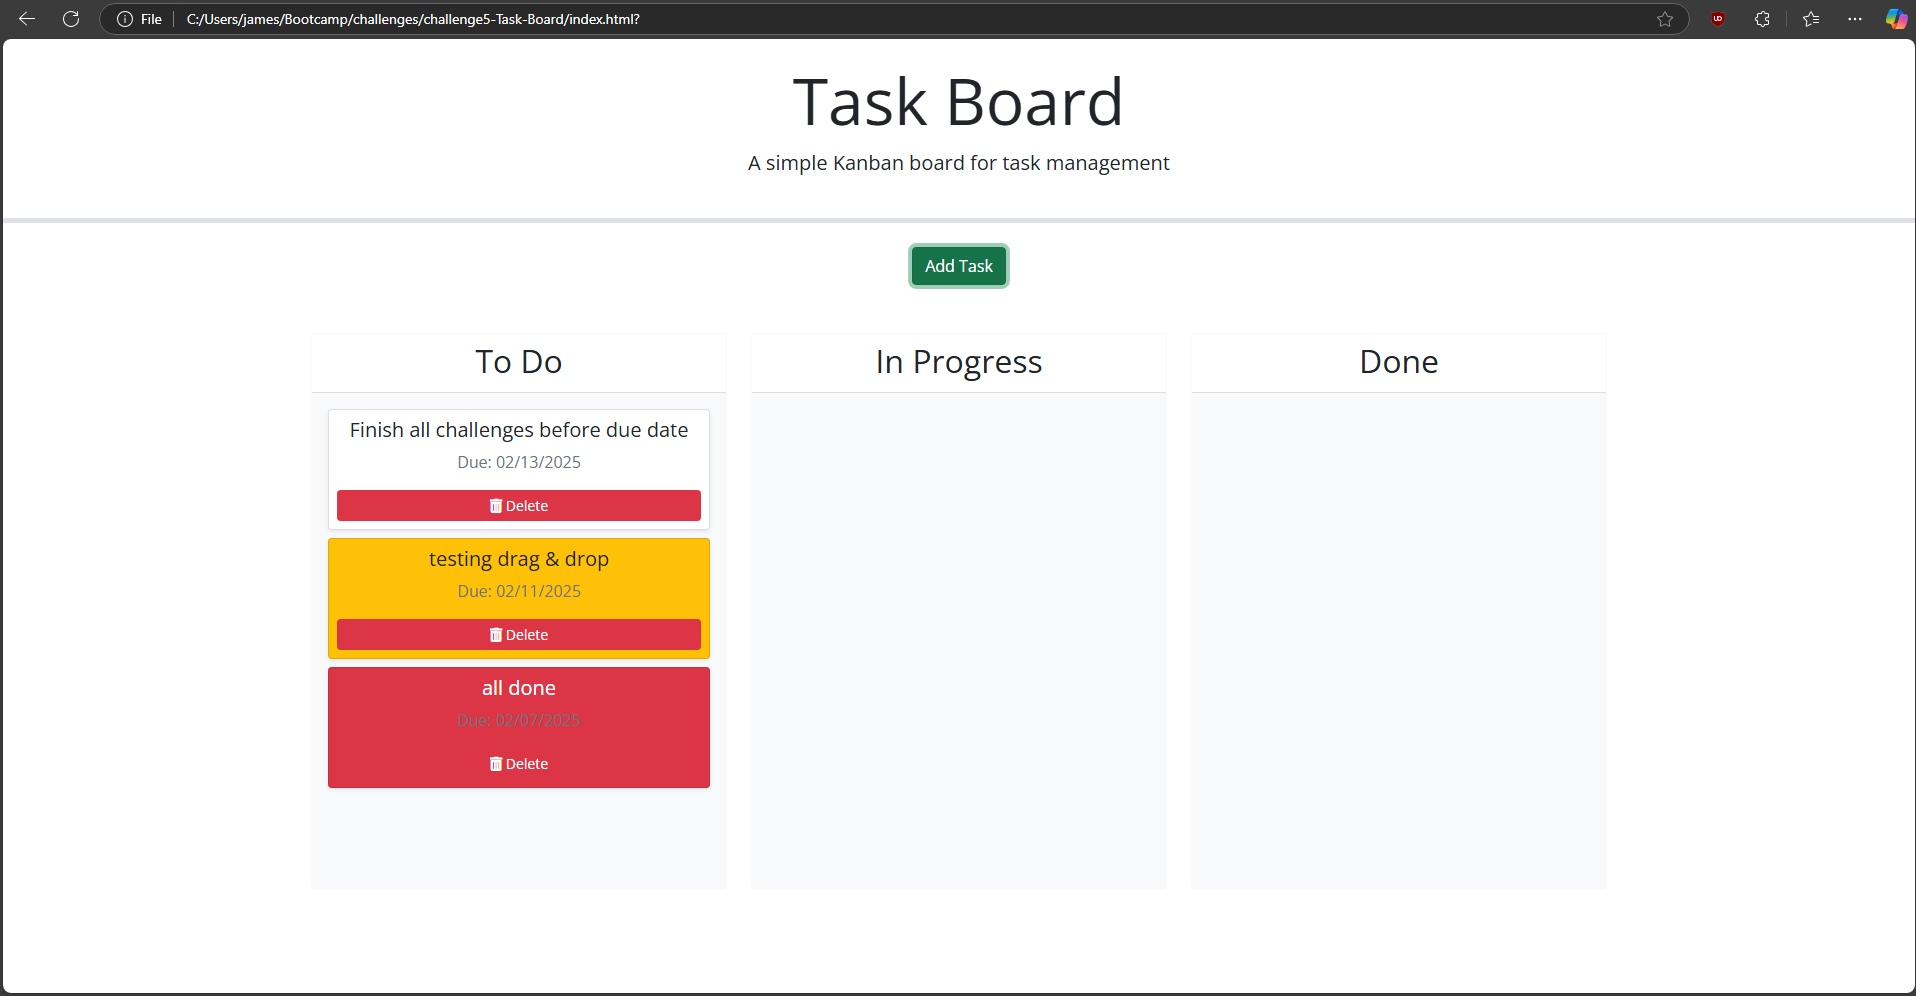 File C:/Users/james/Bootcamp/challenges/challenge5-Task-Board/index.html?
Task Board
A simple Kanban board for task management
Add Task
To Do
Finish all challenges before due date
Due: 02/13/2025
Delete
testing drag & drop
Due: 02/11/2025
Delete
all done
Due: 02/07/2025
Delete
In Progress
Done